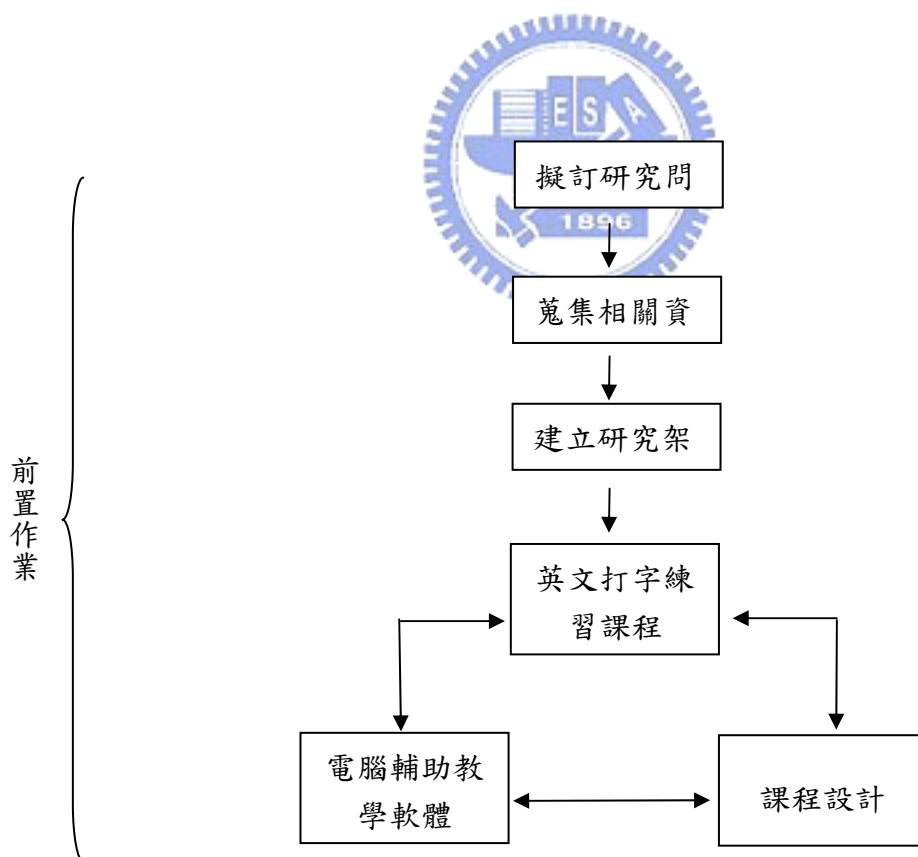 ESA
1896
擬訂研究問
蒐集相關資
建立研究架
前置作業
英文打字練
習課程
電腦輔助教
學軟體
課程設計